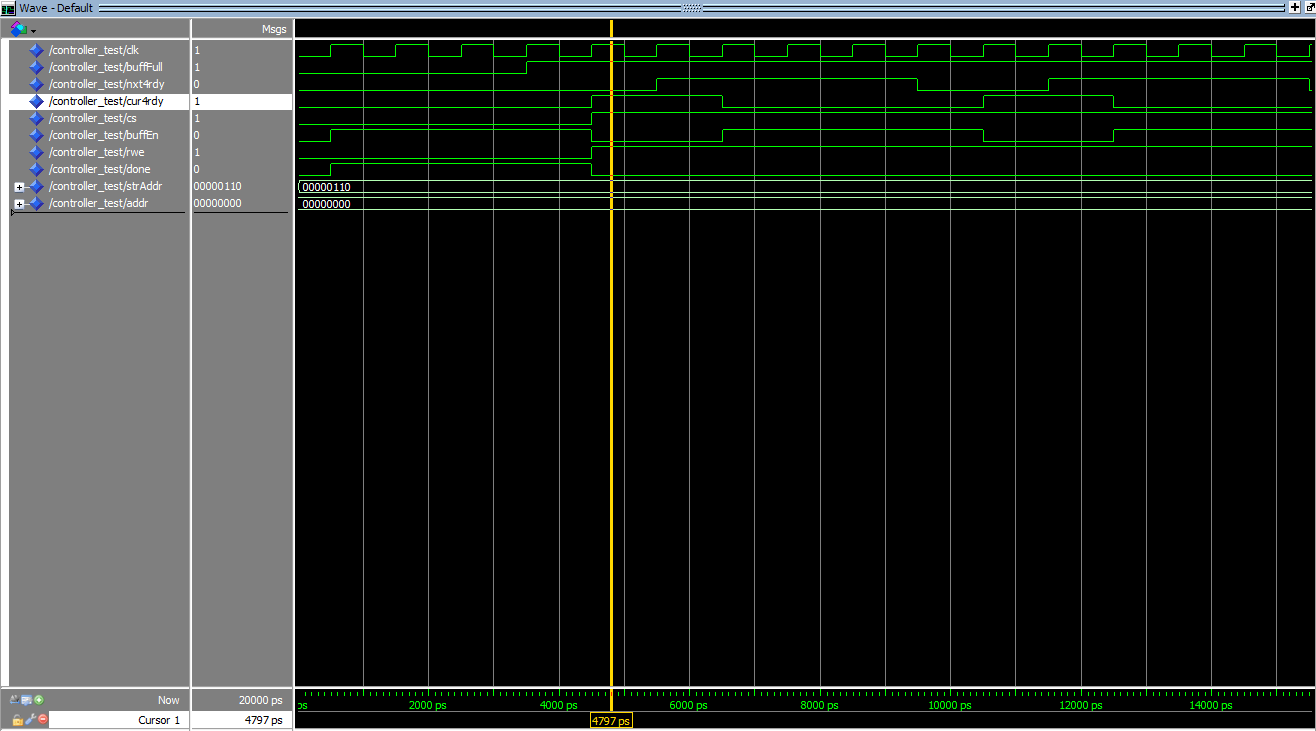 Wave - Default
Msgs
/controller_test/clk 1
/controller_test/buffFull 1
/controller_test/nxt4rdy 0
/controller_test/cur4rdy 1
/controller_test/cs 1
/controller_test/buffEn 0
/controller_test/rwe 1
/controller_test/done 0
/controller_test/strAddr 00000110 00000110
/controller_test/addr 00000000 00000000
Now 20000 ps ps 2000 ps 4000 ps 6000 ps 8000 ps 10000 ps 12000 ps 14000 ps
Cursor 1 4797 ps 4797 ps